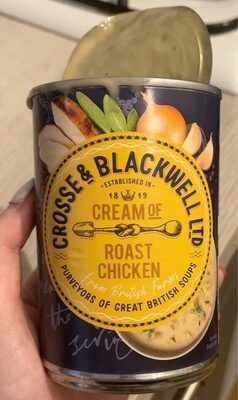 CROSSE & BLACKWELL LTD
ESTABLISHED IN
18 19
CREAM OF
ROAST
CHICKEN
from British Farms
PURVEYORS OF GREAT BRITISH SOUPS
the